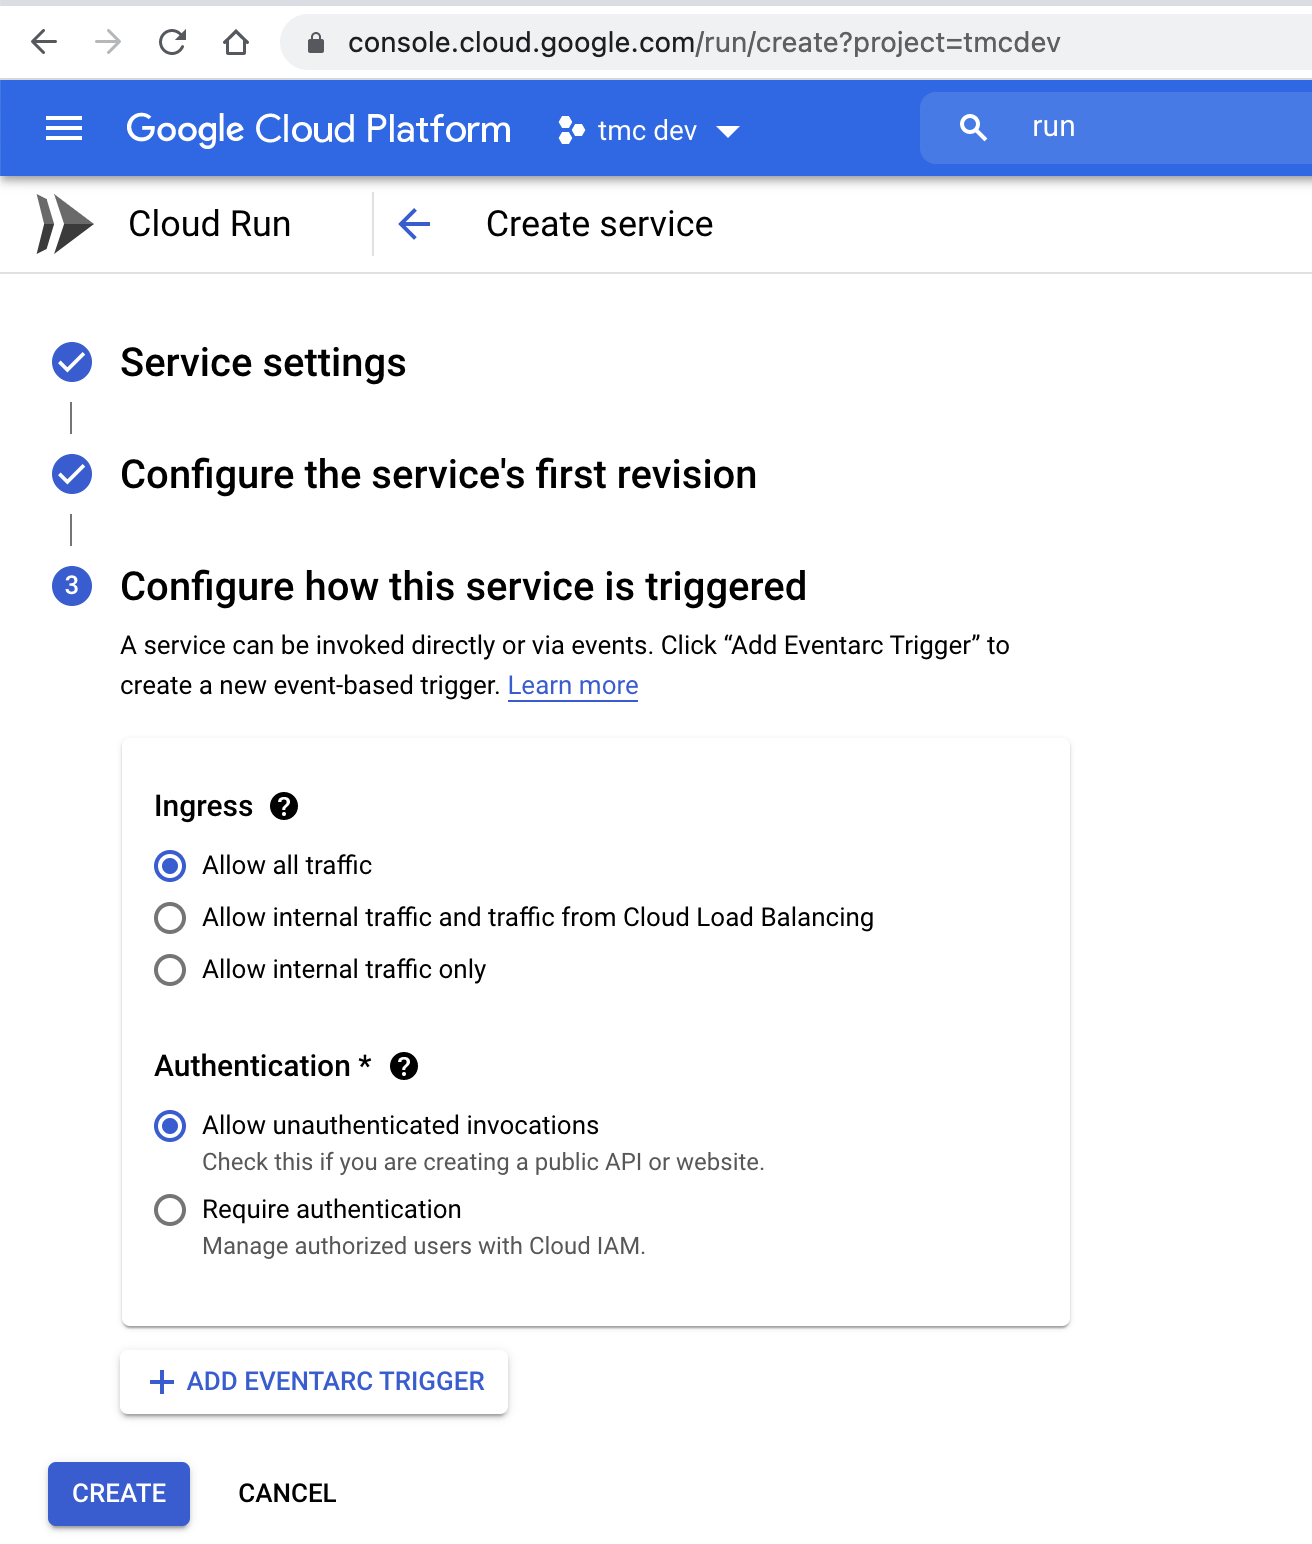 console.cloud.google.com/run/create?project=tmcdev
Google Cloud Platform
tmc dev
run
Cloud Run
Create service
Service settings
Configure the service's first revision
3
Configure how this service is triggered
A service can be invoked directly or via events. Click “Add Eventarc Trigger” to
create a new event-based trigger. Learn more
Ingress ?
Allow all traffic
Allow internal traffic and traffic from Cloud Load Balancing
Allow internal traffic only
Authentication * ?
Allow unauthenticated invocations
Check this if you are creating a public API or website.
Require authentication
Manage authorized users with Cloud IAM.
ADD EVENTARC TRIGGER
CREATE
CANCEL